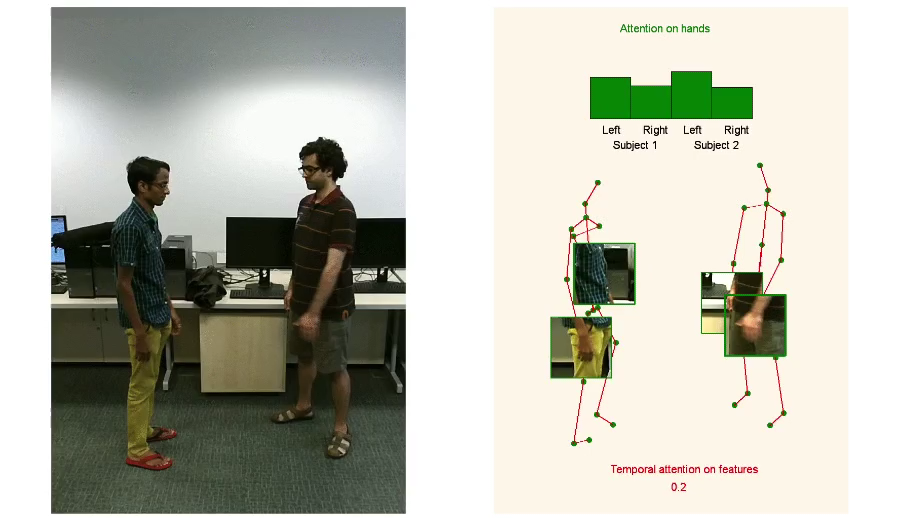 Attention on hands
Left Right Left Right
Subject 1 Subject 2
Temporal attention on features
0.2